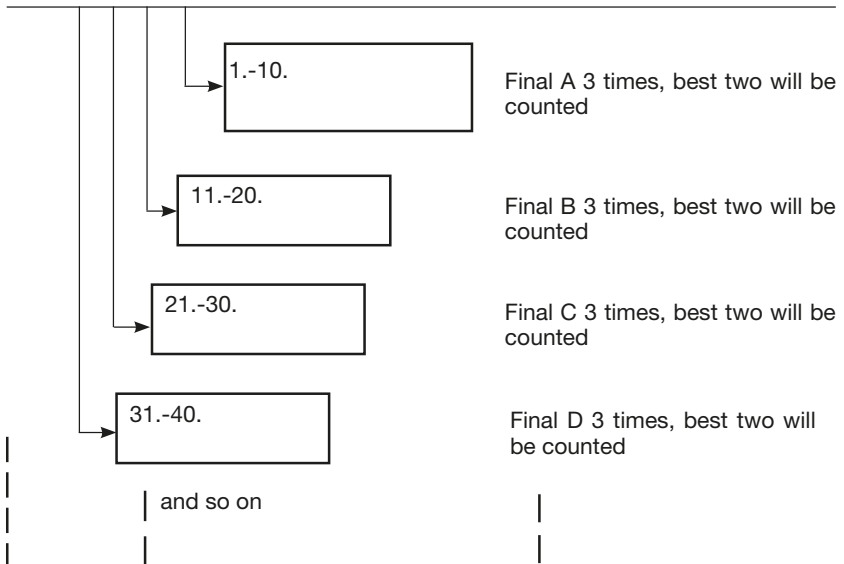 1.-10.
Final A 3 times, best two will be
counted
11.-20.
Final B 3 times, best two will be
counted
21.-30.
Final C 3 times, best two will be
counted
31.-40.
Final D 3 times, best two will
be counted
and so on